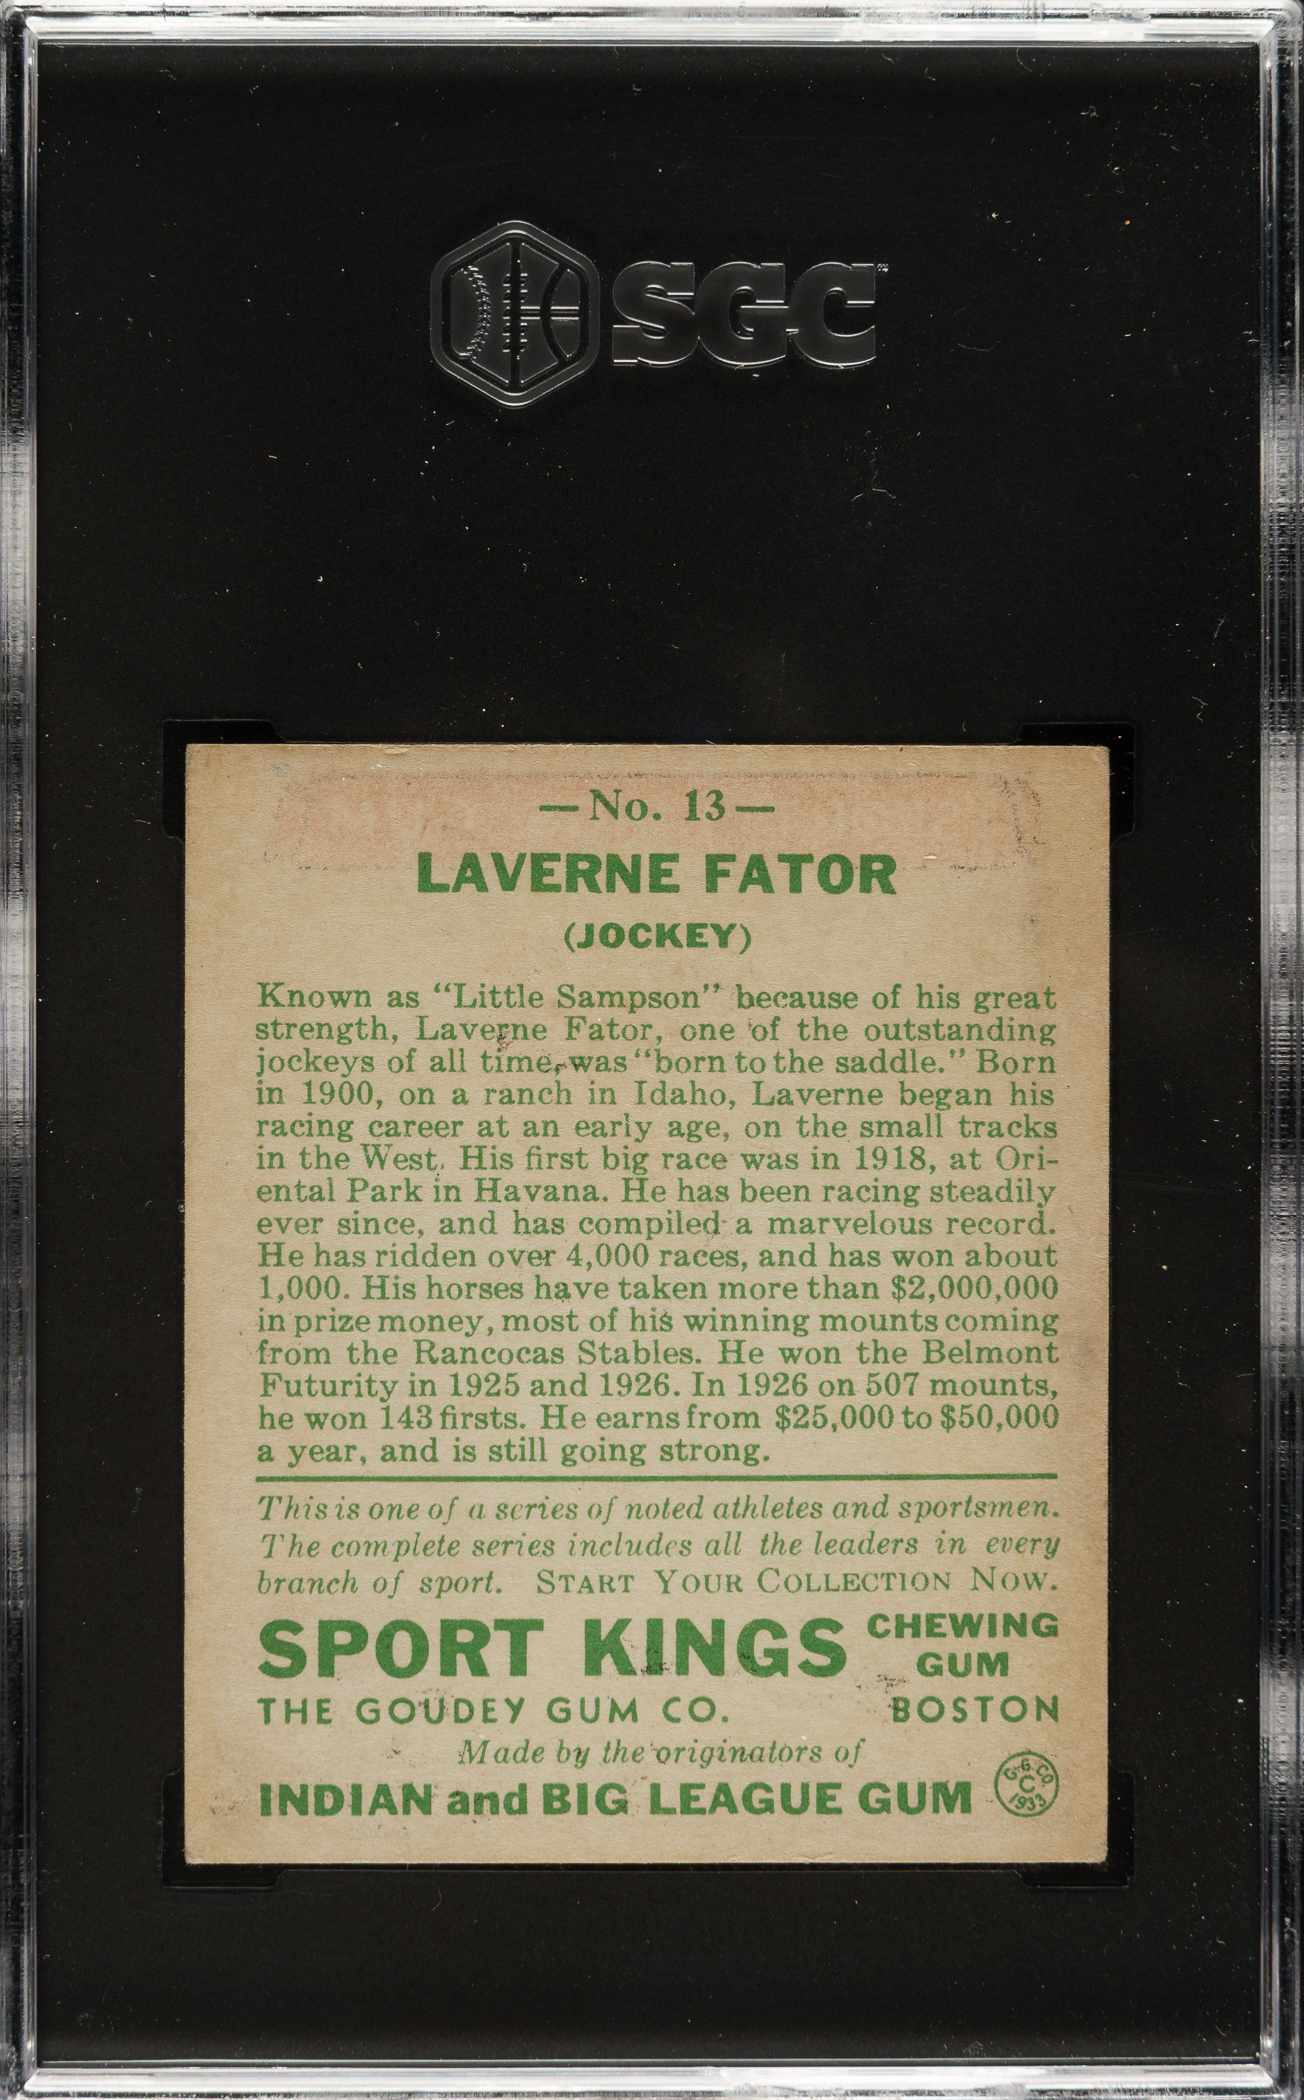 SGC
—No. 13—
LAVERNE FATOR
(JOCKEY)
Known as “Little Sampson” because of his great
strength, Laverne Fator, one of the outstanding
jockeys of all time, was “born to the saddle.” Born
in 1900, on a ranch in Idaho, Laverne began his
racing career at an early age, on the small tracks
in the West. His first big race was in 1918, at Ori-
ental Park in Havana. He has been racing steadily
ever since, and has compiled a marvelous record.
He has ridden over 4,000 races, and has won about
1,000. His horses have taken more than $2,000,000
in prize money, most of his winning mounts coming
from the Rancocas Stables. He won the Belmont
Futurity in 1925 and 1926. In 1926 on 507 mounts,
he won 143 firsts. He earns from $25,000 to $50,000
a year, and is still going strong.
This is one of a series of noted athletes and sportsmen.
The complete series includes all the leaders in every
branch of sport. START YOUR COLLECTION NOW.
SPORT KINGS CHEWING
GUM
THE GOUDEY GUM CO. BOSTON
Made by the originators of
INDIAN and BIG LEAGUE GUM
G.G.CO.
C
1933